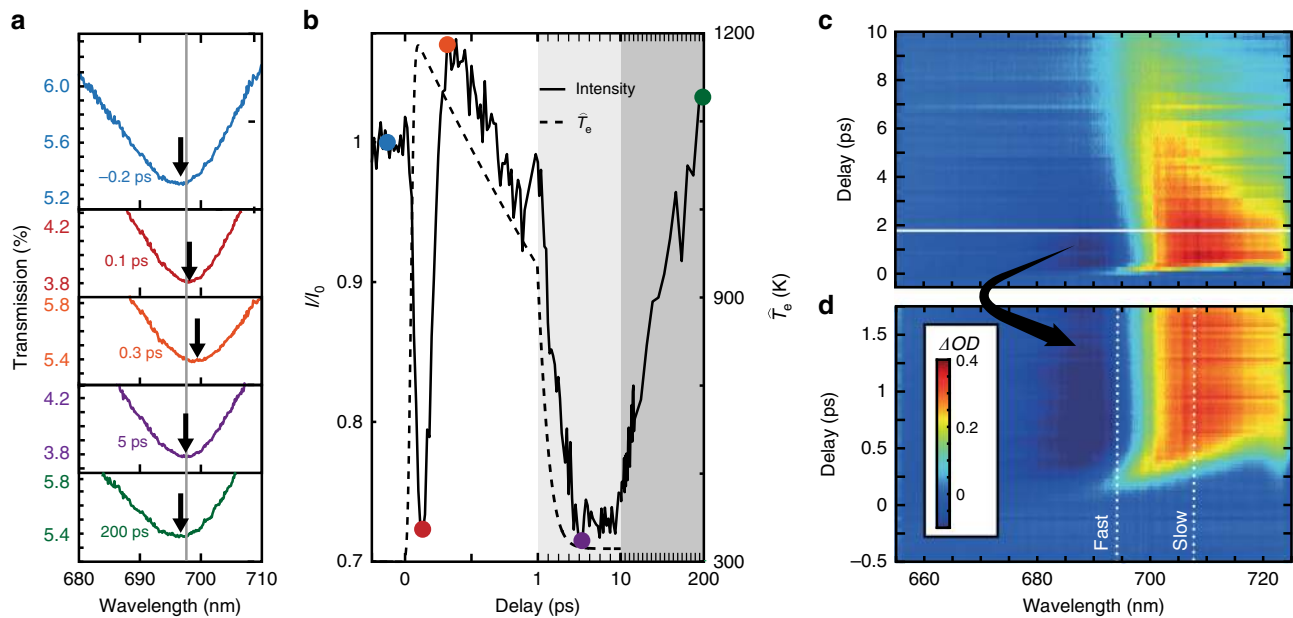 a
6.0
5.6
5.2
−0.2 ps
4.2
3.8
0.1 ps
5.8
5.4
0.3 ps
4.2
3.8
5 ps
5.8
5.4
200 ps
Transmission (%)
680 690 700 710
Wavelength (nm)
b
1
0.9
0.8
0.7
I/I0
Intensity
T̂e
1200
900
300
T̂e (K)
0 1 10 200
Delay (ps)
c
10
8
6
4
2
0
Delay (ps)
d
1.5
1
0.5
0
−0.5
Delay (ps)
ΔOD
0.4
0.2
0
Fast
Slow
660 680 700 720
Wavelength (nm)